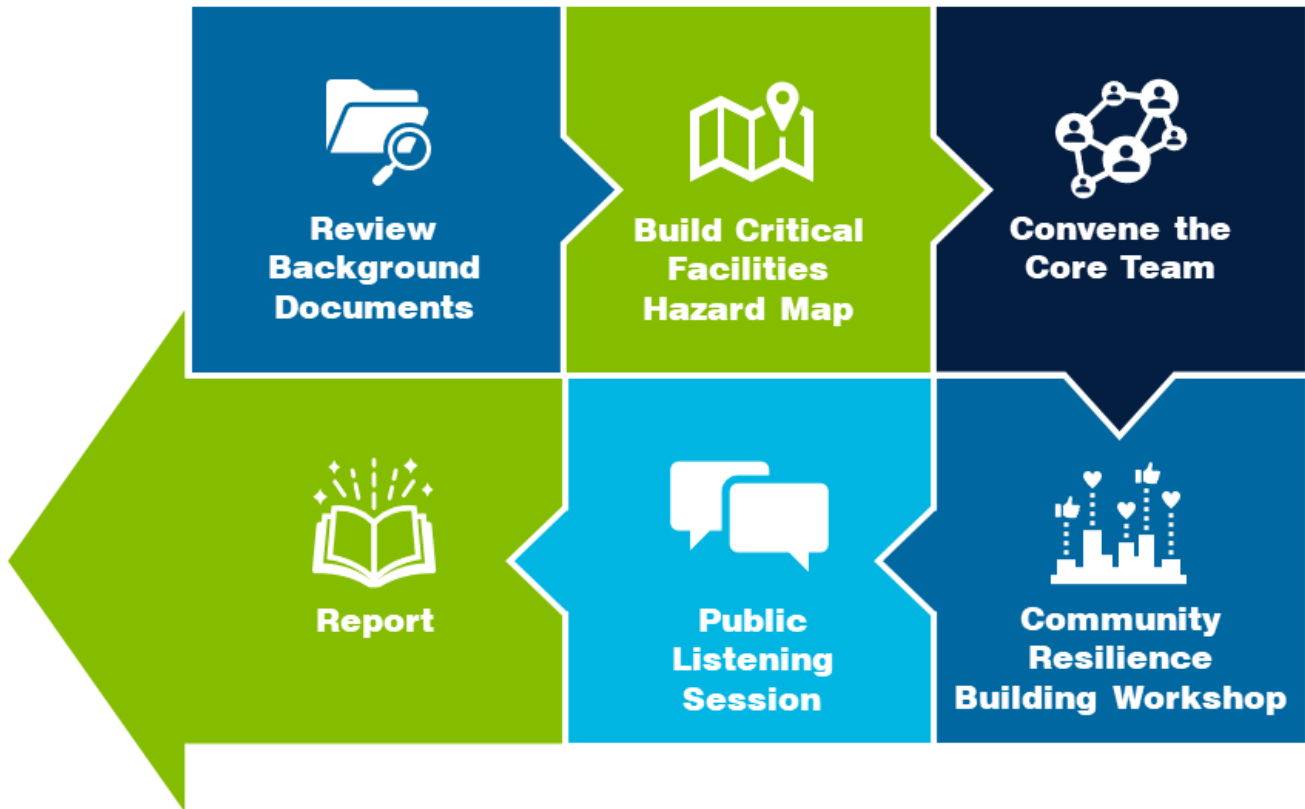 Review
Background
Documents
Build Critical
Facilities
Hazard Map
Convene the
Core Team
Community
Resilience
Building Workshop
Public
Listening
Session
Report